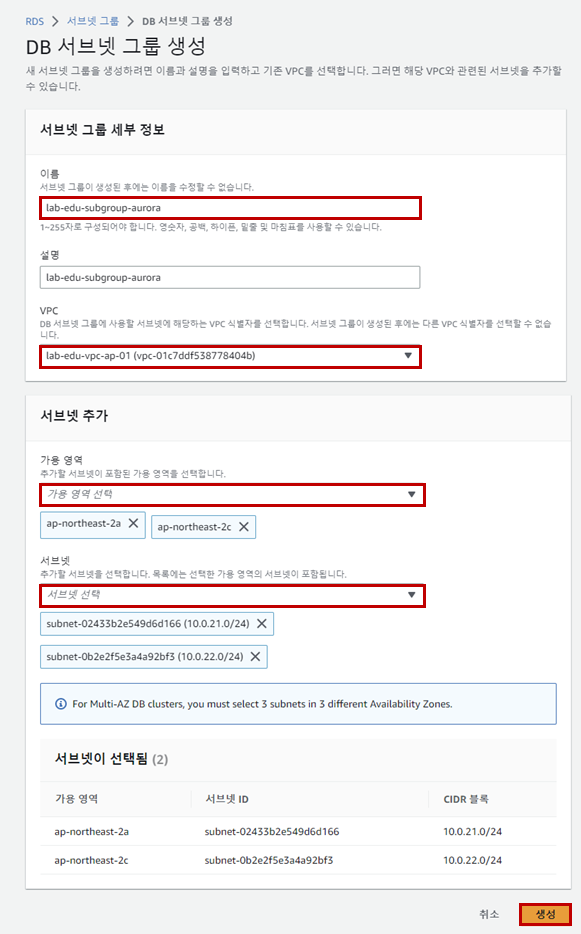 RDS > 서브넷 그룹 > DB 서브넷 그룹 생성
DB 서브넷 그룹 생성
새 서브넷 그룹을 생성하려면 이름과 설명을 입력하고 기존 VPC를 선택합니다. 그러면 해당 VPC와 관련된 서브넷을 추가할
수 있습니다.
서브넷 그룹 세부 정보
이름
서브넷 그룹이 생성된 후에는 이름을 수정할 수 없습니다.
lab-edu-subgroup-aurora
1~255자로 구성되어야 합니다. 영숫자, 공백, 하이픈, 밑줄 및 마침표를 사용할 수 있습니다.
설명
lab-edu-subgroup-aurora
VPC
DB 서브넷 그룹에 사용할 서브넷에 해당하는 VPC 식별자를 선택합니다. 서브넷 그룹이 생성된 후에는 다른 VPC 식별자를 선택할 수 없습니
다.
lab-edu-vpc-ap-01 (vpc-01c7ddf538778404b)
서브넷 추가
가용 영역
추가할 서브넷이 포함된 가용 영역을 선택합니다.
가용 영역 선택
ap-northeast-2a ap-northeast-2c
서브넷
추가할 서브넷을 선택합니다. 목록에는 선택한 가용 영역의 서브넷이 포함됩니다.
서브넷 선택
subnet-02433b2e549d6d166 (10.0.21.0/24)
subnet-0b2e2f5e3a4a92bf3 (10.0.22.0/24)
For Multi-AZ DB clusters, you must select 3 subnets in 3 different Availability Zones.
서브넷이 선택됨 (2)
가용 영역 서브넷 ID CIDR 블록
ap-northeast-2a subnet-02433b2e549d6d166 10.0.21.0/24
ap-northeast-2c subnet-0b2e2f5e3a4a92bf3 10.0.22.0/24
취소 생성